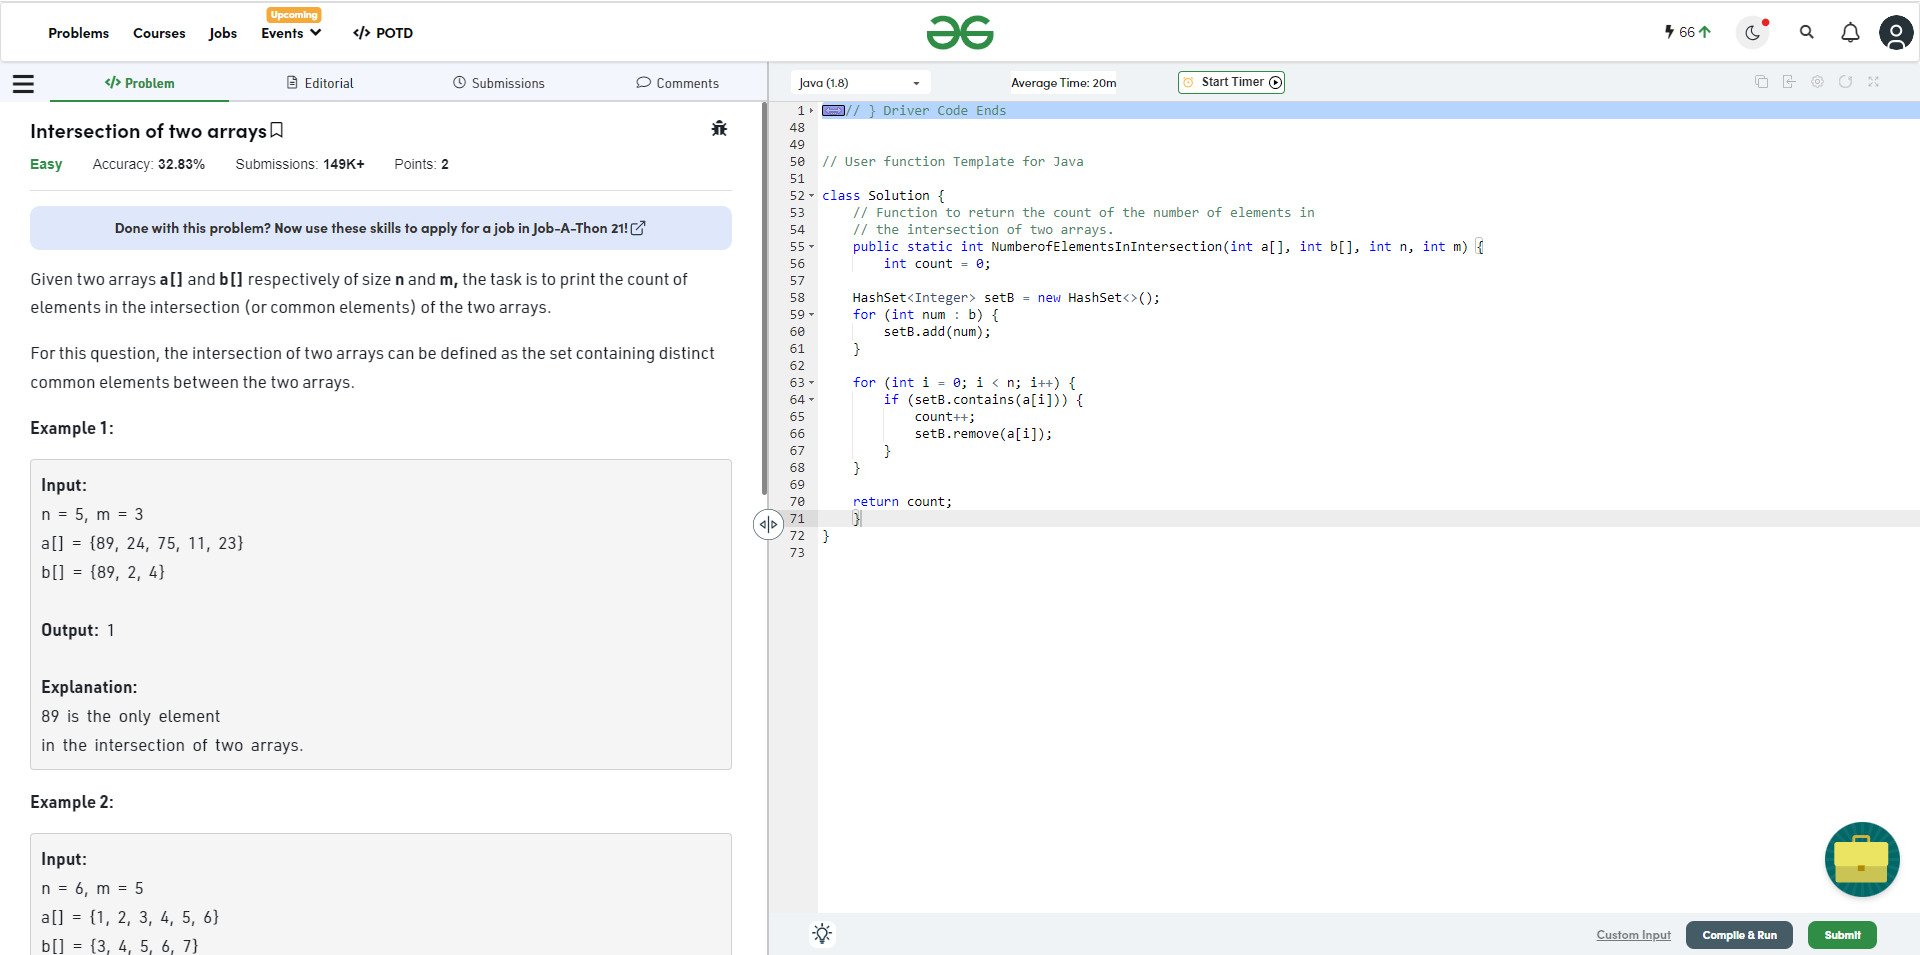 Problems Courses Jobs Upcoming Events POTD
66
Problem Editorial Submissions Comments
Intersection of two arrays
Easy Accuracy: 32.83% Submissions: 149K+ Points: 2
Done with this problem? Now use these skills to apply for a job in Job-A-Thon 21!
Given two arrays a[] and b[] respectively of size n and m, the task is to print the count of
elements in the intersection (or common elements) of the two arrays.
For this question, the intersection of two arrays can be defined as the set containing distinct
common elements between the two arrays.
Example 1:
Input:
n = 5, m = 3
a[] = {89, 24, 75, 11, 23}
b[] = {89, 2, 4}
Output: 1
Explanation:
89 is the only element
in the intersection of two arrays.
Example 2:
Input:
n = 6, m = 5
a[] = {1, 2, 3, 4, 5, 6}
b[] = {3, 4, 5, 6, 7}
Java (1.8) Average Time: 20m Start Timer
1 // } Driver Code Ends
48
49
50 // User function Template for Java
51
52 class Solution {
53 // Function to return the count of the number of elements in
54 // the intersection of two arrays.
55 public static int NumberofElementsInIntersection(int a[], int b[], int n, int m) {
56 int count = 0;
57
58 HashSet<Integer> setB = new HashSet<>();
59 for (int num : b) {
60 setB.add(num);
61 }
62
63 for (int i = 0; i < n; i++) {
64 if (setB.contains(a[i])) {
65 count++;
66 setB.remove(a[i]);
67 }
68 }
69
70 return count;
71 }
72 }
73
Custom Input Compile & Run Submit